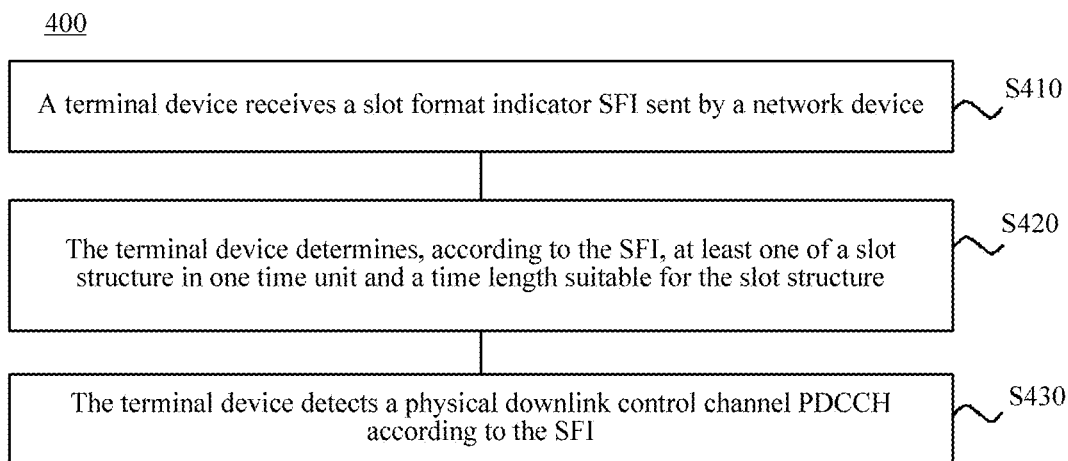 400
A terminal device receives a slot format indicator SFI sent by a network device
S410
The terminal device determines, according to the SFI, at least one of a slot
structure in one time unit and a time length suitable for the slot structure
S420
The terminal device detects a physical downlink control channel PDCCH
according to the SFI
S430